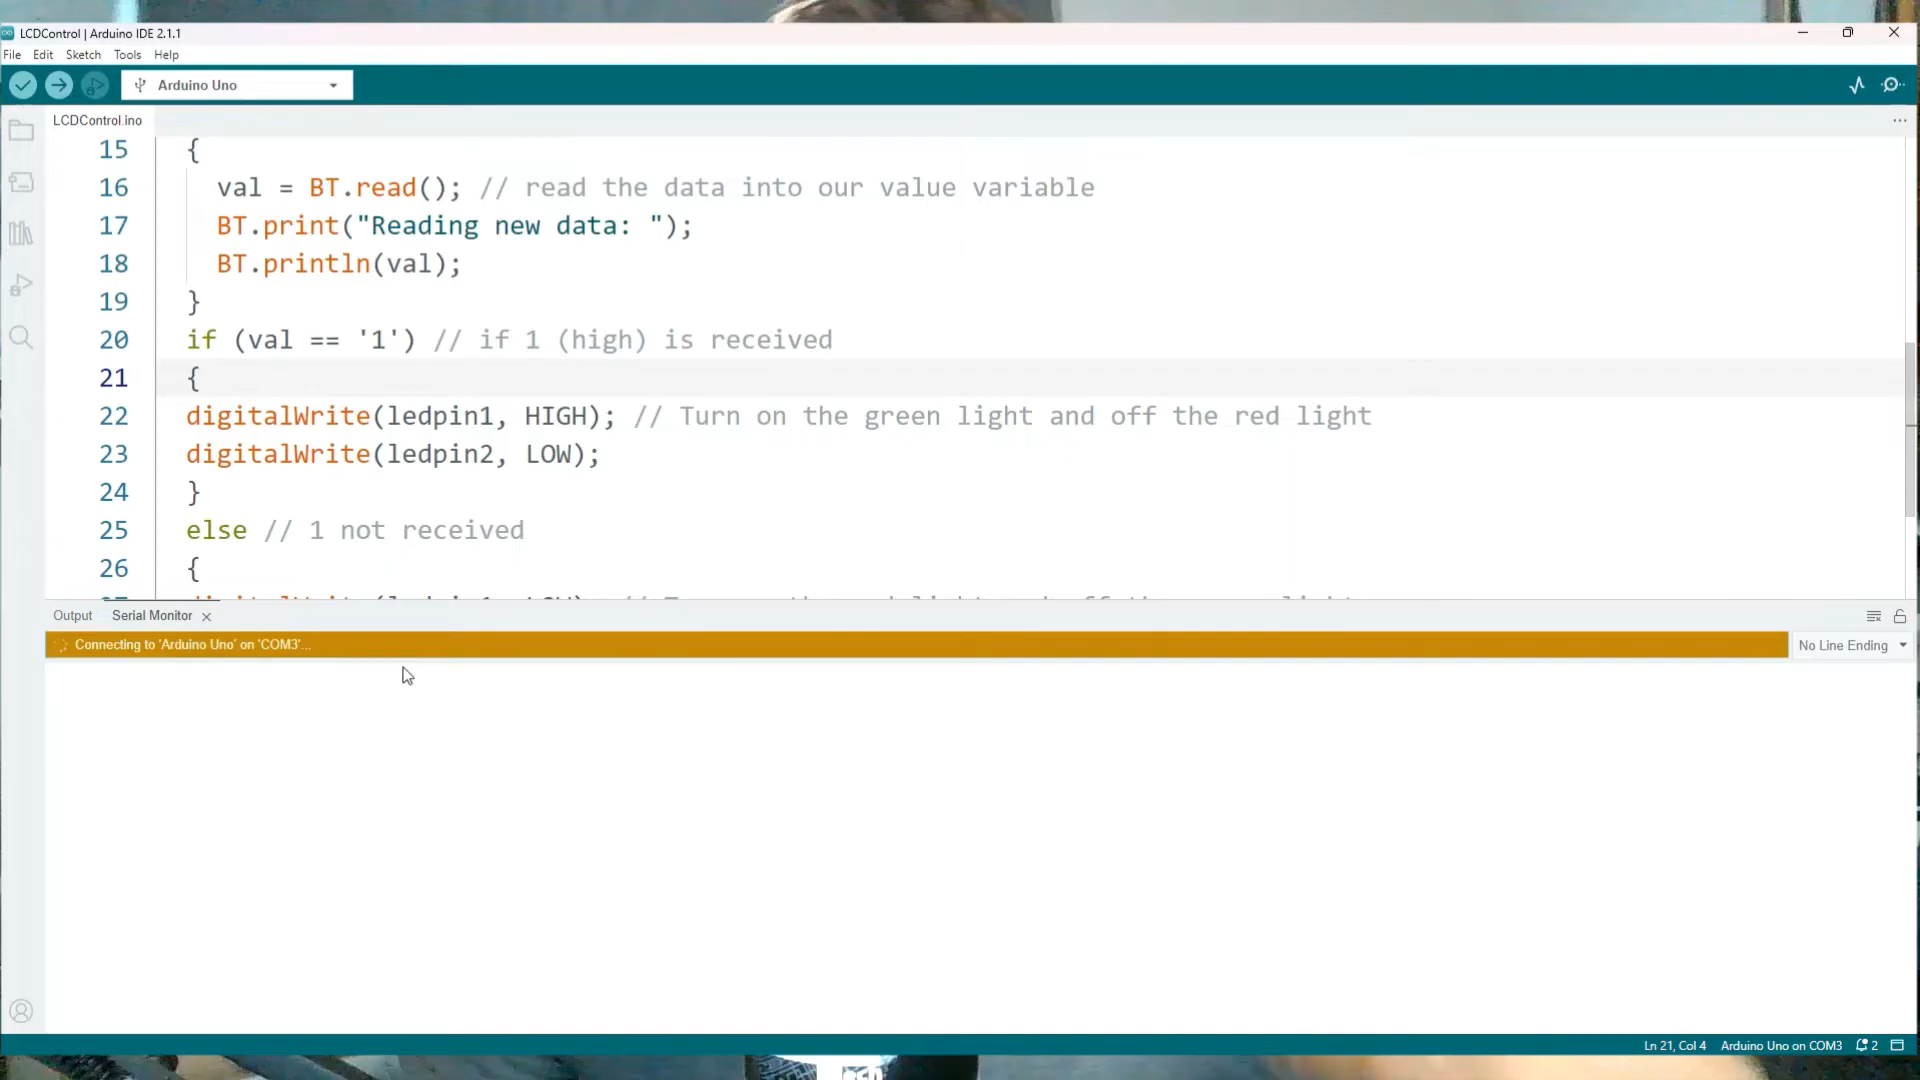 LCDControl | Arduino IDE 2.1.1
File Edit Sketch Tools Help
Arduino Uno
LCDControl.ino
15 {
16 val = BT.read(); // read the data into our value variable
17 BT.print("Reading new data: ");
18 BT.println(val);
19 }
20 if (val == '1') // if 1 (high) is received
21 {
22 digitalWrite(ledpin1, HIGH); // Turn on the green light and off the red light
23 digitalWrite(ledpin2, LOW);
24 }
25 else // 1 not received
26 {
Output Serial Monitor
Connecting to 'Arduino Uno' on 'COM3'...
No Line Ending
Ln 21, Col 4 Arduino Uno on COM3 2